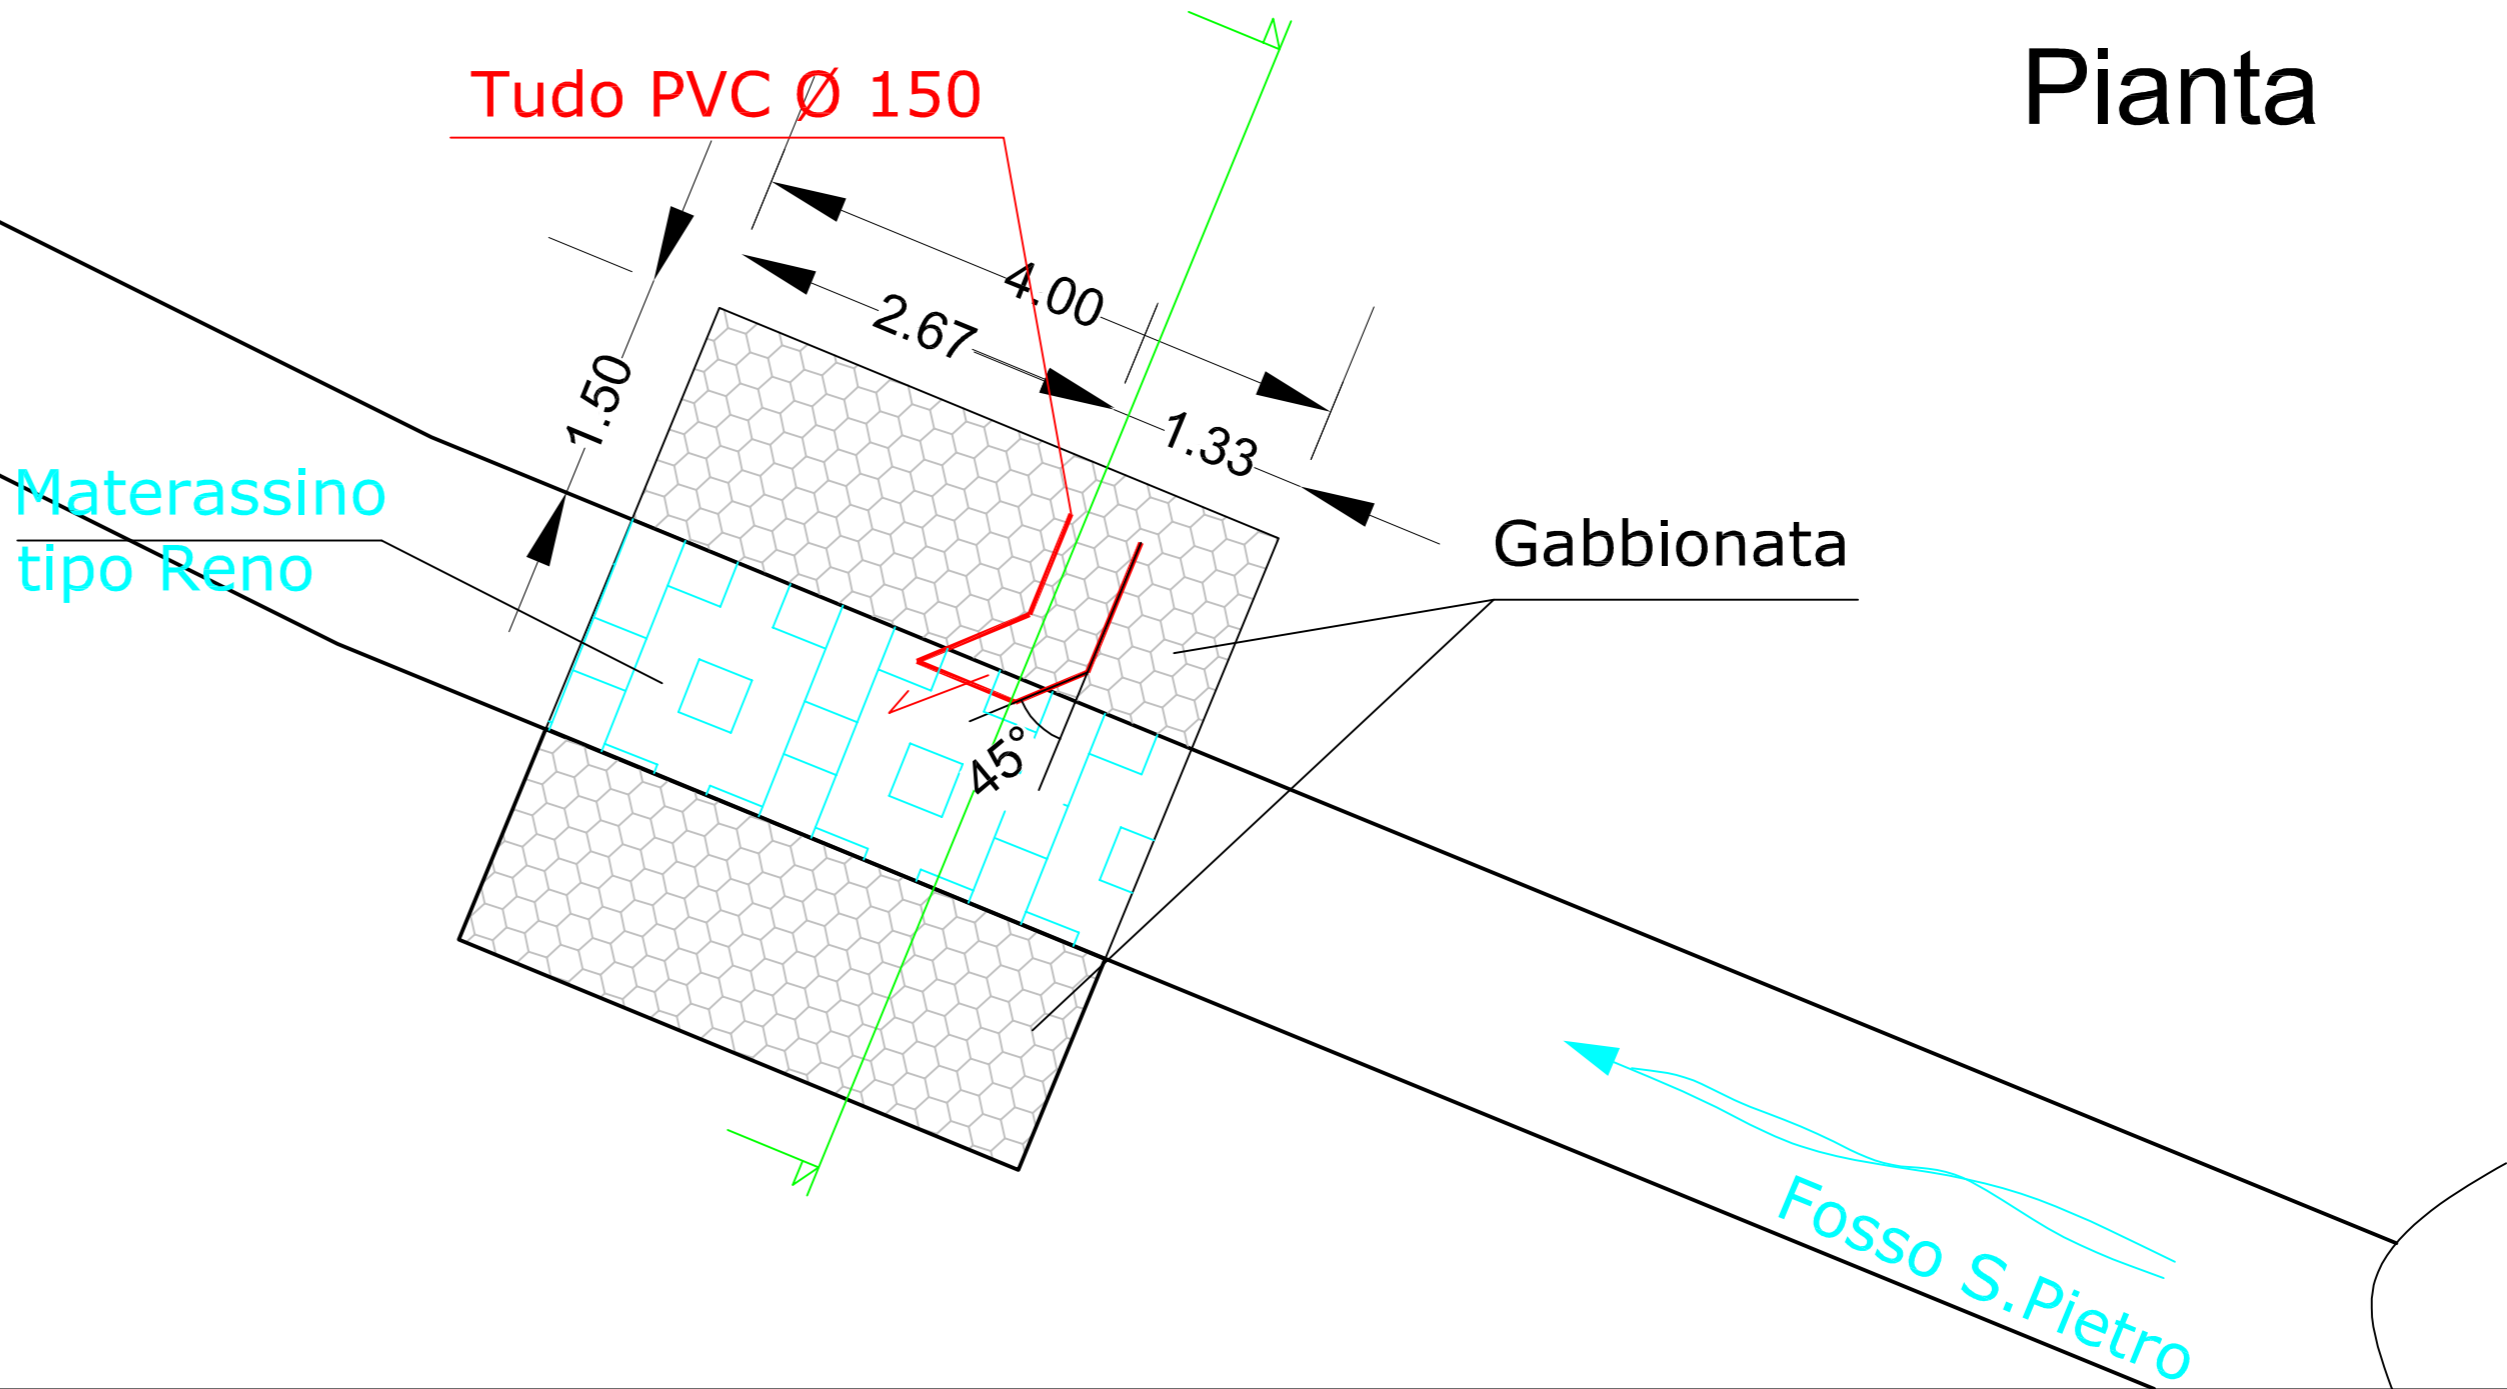 Pianta
Tudo PVC Ø 150
4.00
2.67
1.33
1.50
Materassino
tipo Reno
Gabbionata
45°
Fosso S.Pietro